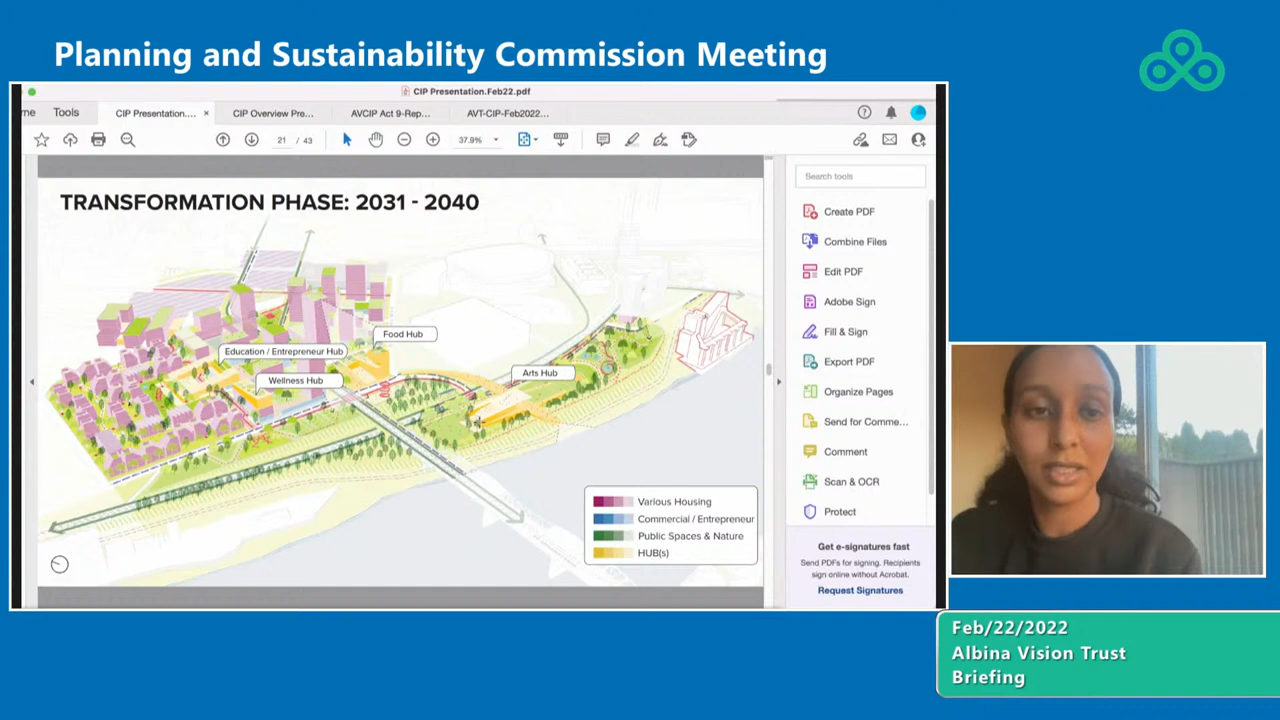 Planning and Sustainability Commission Meeting
CIP Presentation.Feb22.pdf
me
Tools
CIP Presentation....
×
CIP Overview Pre...
AVCIP Act 9-Rep...
AVT-CIP-Feb2022...
21 / 43
37.9%
TRANSFORMATION PHASE: 2031 - 2040
Food Hub
Education / Entrepreneur Hub
Wellness Hub
Arts Hub
Various Housing
Commercial / Entrepreneur
Public Spaces & Nature
HUB(s)
Search tools
Create PDF
Combine Files
Edit PDF
Adobe Sign
Fill & Sign
Export PDF
Organize Pages
Send for Comme...
Comment
Scan & OCR
Protect
Get e-signatures fast
Send PDFs for signing. Recipients
sign online without Acrobat.
Request Signatures
Feb/22/2022
Albina Vision Trust
Briefing